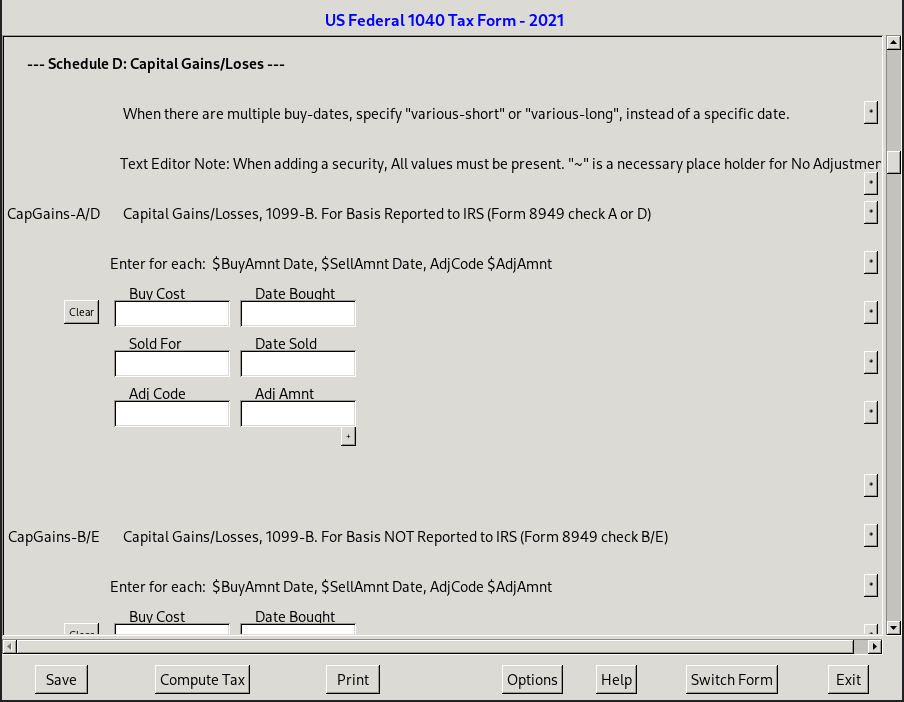 US Federal 1040 Tax Form - 2021
--- Schedule D: Capital Gains/Loses ---
When there are multiple buy-dates, specify "various-short" or "various-long", instead of a specific date.
*
Text Editor Note: When adding a security, All values must be present. "~" is a necessary place holder for No
*
CapGains-A/D Capital Gains/Losses, 1099-B. For Basis Reported to IRS (Form 8949 check A or D)
*
Enter for each: $BuyAmnt Date, $SellAmnt Date, AdjCode $AdjAmnt
*
Buy Cost Date Bought
Clear
*
Sold For Date Sold
*
Adj Code Adj Amnt
*
+
*
CapGains-B/E Capital Gains/Losses, 1099-B. For Basis NOT Reported to IRS (Form 8949 check B/E)
*
Enter for each: $BuyAmnt Date, $SellAmnt Date, AdjCode $AdjAmnt
*
Buy Cost Date Bought
Clear
Save Compute Tax Print Options Help Switch Form Exit